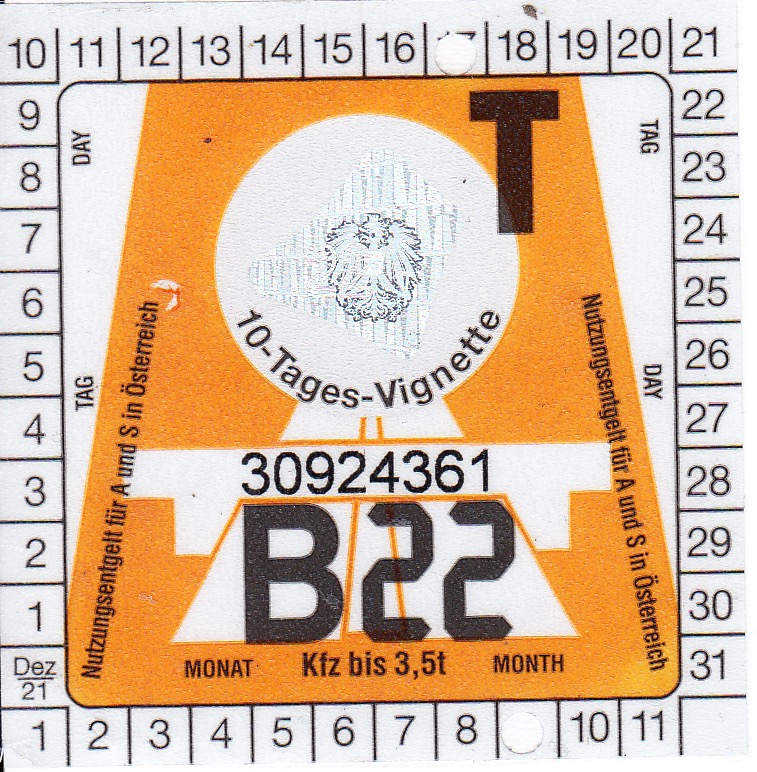 10 11 12 13 14 15 16 17 18 19 20 21
9 22
8 23
7 24
6 25
5 26
4 27
3 28
2 29
1 30
Dez 31
21
1 2 3 4 5 6 7 8 10 11
DAY
TAG
T
10-Tages-Vignette
TAG
DAY
Nutzungsentgelt für A und S in Österreich
Nutzungsentgelt für A und S in Österreich
30924361
B22
MONAT Kfz bis 3,5t MONTH